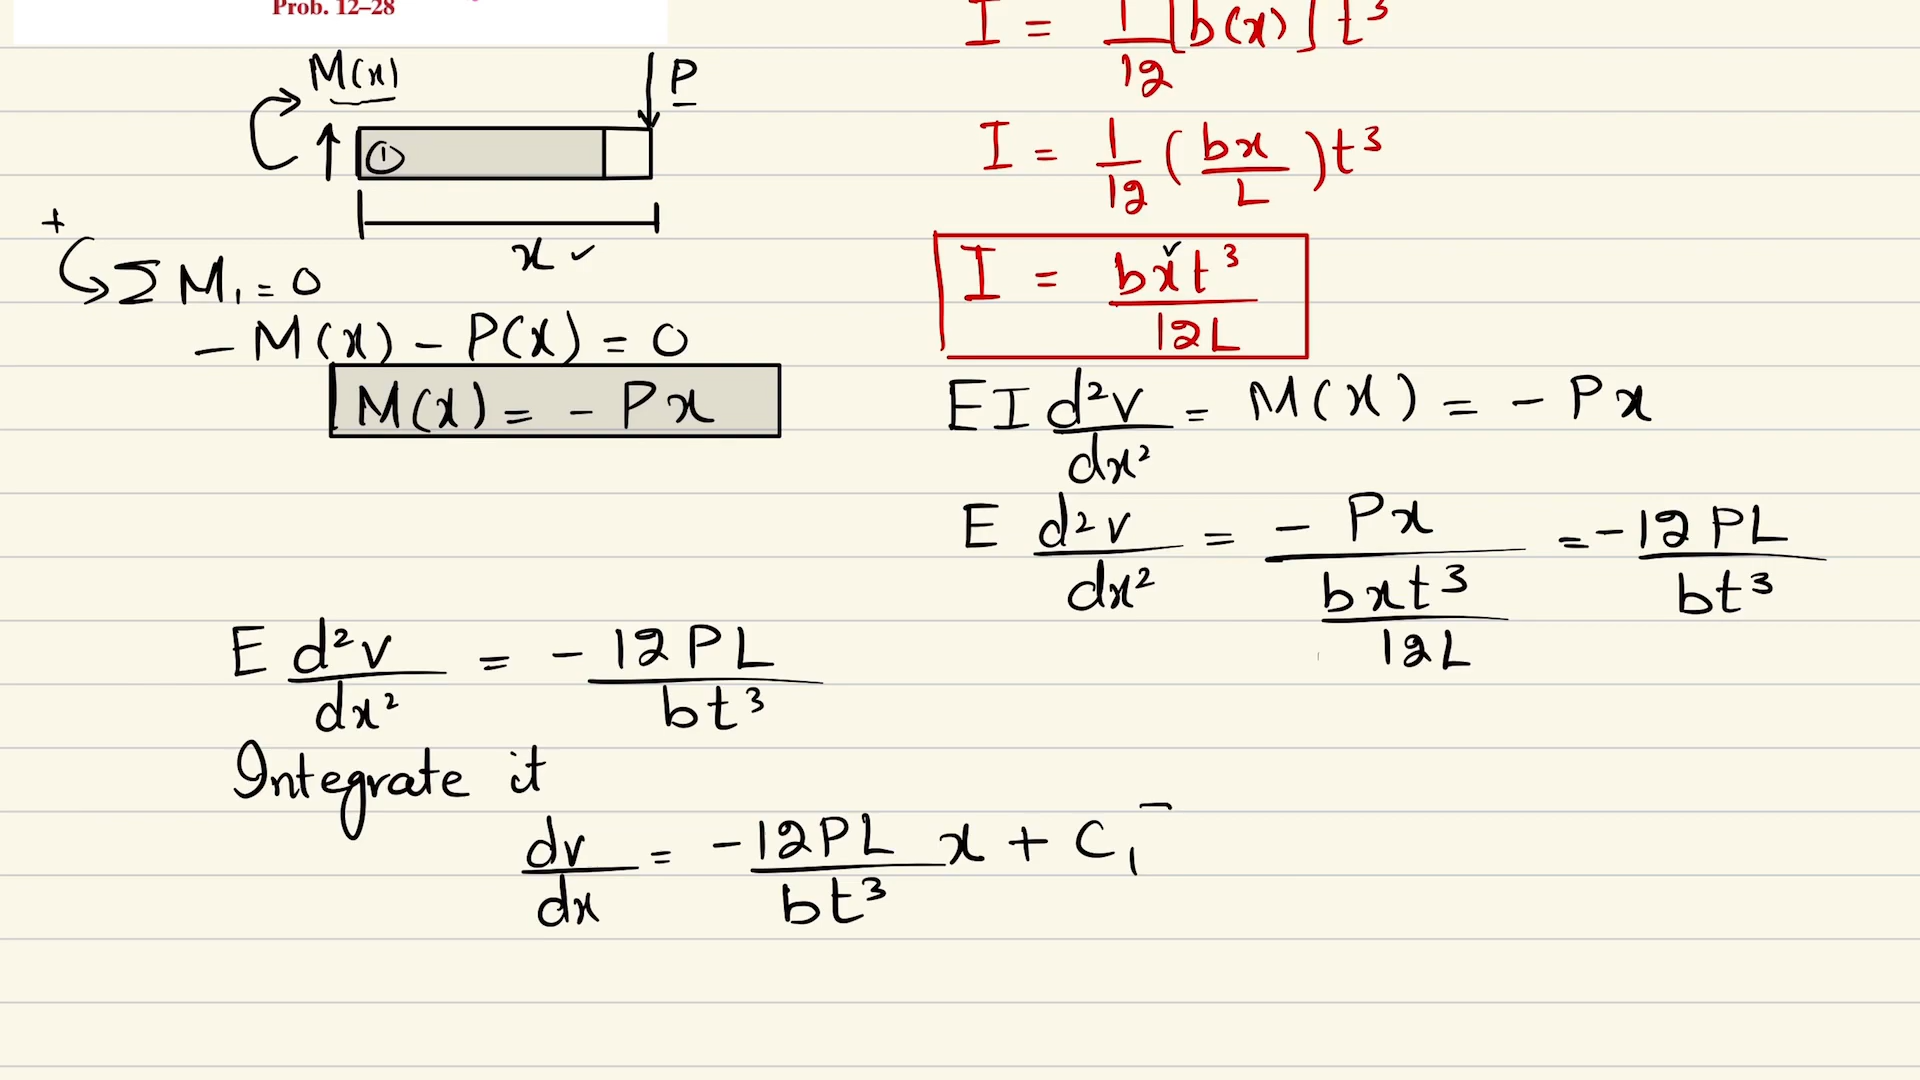 Prob. 12–28
M(x)
P
①
x ✓
+
ΣM₁ = 0
- M(x) - P(x) = 0
M(x) = - Px
I = 1/12 [b(x)] t³
I = 1/12 (bx/L) t³
I = bxt³/12L
EI d²v/dx² = M(x) = - Px
E d²v/dx² = - Px/(bxt³/12L) = - 12PL/bt³
E d²v/dx² = - 12PL/bt³
Integrate it
dv/dx = - 12PL/bt³ x + C₁